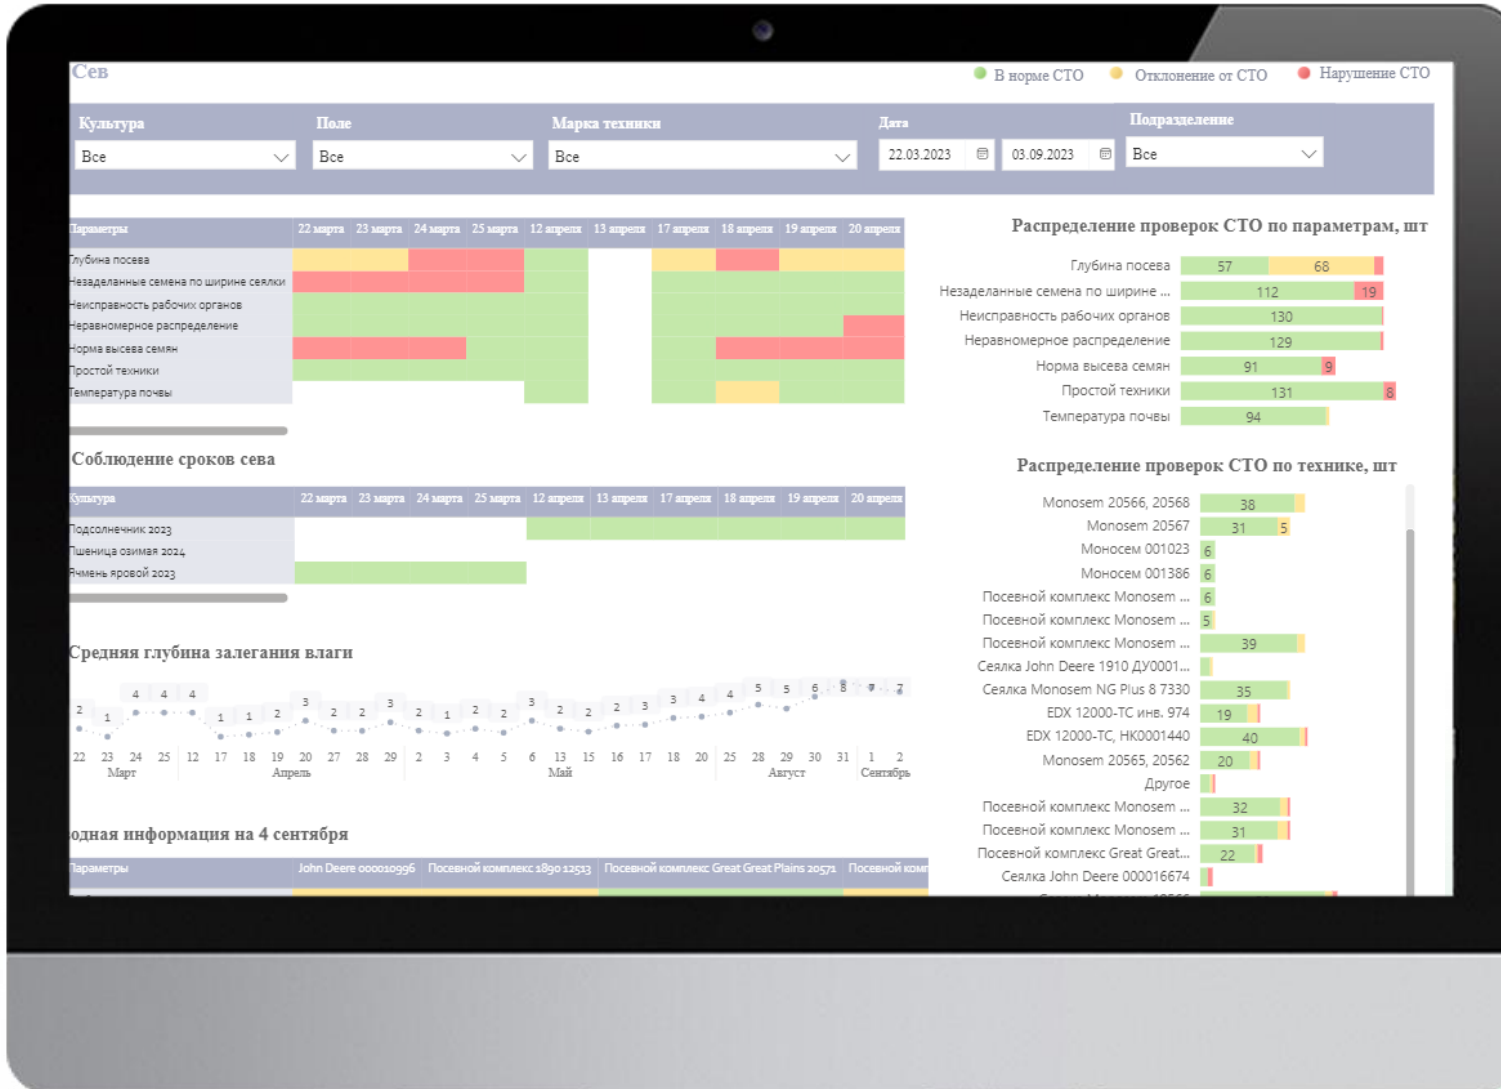 Сев
В норме СТО Отклонение от СТО Нарушение СТО
Культура Поле Марка техники Дата Подразделение
Все Все Все 22.03.2023 03.09.2023 Все
Параметры 22 марта 23 марта 24 марта 25 марта 12 апреля 13 апреля 17 апреля 18 апреля 19 апреля 20 апреля
Глубина посева
Незаделанные семена по ширине сеялки
Неисправность рабочих органов
Неравномерное распределение
Норма высева семян
Простой техники
Температура почвы
Распределение проверок СТО по параметрам, шт
Глубина посева 57 68
Незаделанные семена по ширине ... 112 19
Неисправность рабочих органов 130
Неравномерное распределение 129
Норма высева семян 91 9
Простой техники 131 8
Температура почвы 94
Соблюдение сроков сева
Культура 22 марта 23 марта 24 марта 25 марта 12 апреля 13 апреля 17 апреля 18 апреля 19 апреля 20 апреля
Подсолнечник 2023
Пшеница озимая 2024
Ячмень яровой 2023
Распределение проверок СТО по технике, шт
Monosem 20566, 20568 38
Monosem 20567 31 5
Моносем 001023 6
Моносем 001386 6
Посевной комплекс Monosem ... 6
Посевной комплекс Monosem ... 5
Посевной комплекс Monosem ... 39
Сеялка John Deere 1910 ДУ0001...
Сеялка Monosem NG Plus 8 7330 35
EDX 12000-TC инв. 974 19
EDX 12000-TC, НК0001440 40
Monosem 20565, 20562 20
Другое
Посевной комплекс Monosem ... 32
Посевной комплекс Monosem ... 31
Посевной комплекс Great Great... 22
Сеялка John Deere 000016674
Средняя глубина залегания влаги
2 1 4 4 4 1 1 2 3 2 2 3 2 1 2 2 3 2 2 2 3 3 4 4 5 5 6 8 7 7
22 23 24 25 12 17 18 19 20 27 28 29 2 3 4 5 6 13 15 16 17 18 20 25 28 29 30 31 1 2
Март Апрель Май Август Сентябрь
одная информация на 4 сентября
Параметры John Deere 000010996 Посевной комплекс 1890 12513 Посевной комплекс Great Great Plains 20571 Посевной комп